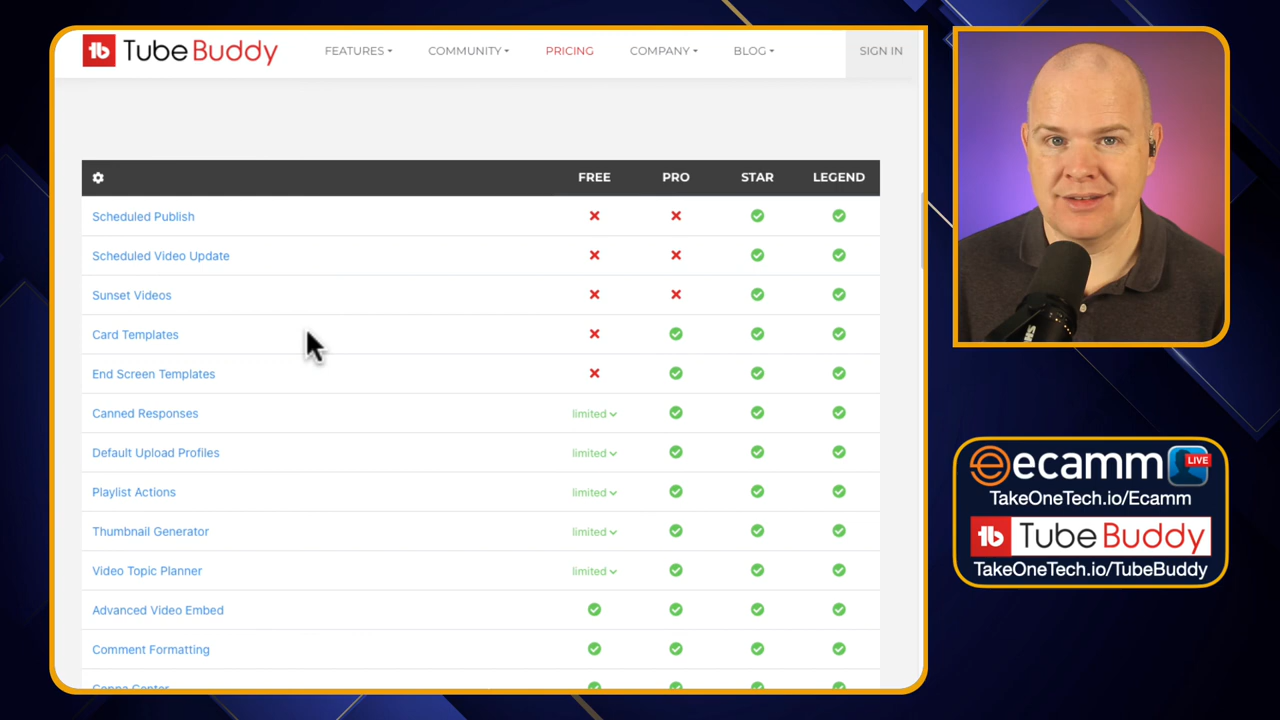 TubeBuddy
FEATURES
COMMUNITY
PRICING
COMPANY
BLOG
SIGN IN
FREE PRO STAR LEGEND
Scheduled Publish
Scheduled Video Update
Sunset Videos
Card Templates
End Screen Templates
Canned Responses limited
Default Upload Profiles limited
Playlist Actions limited
Thumbnail Generator limited
Video Topic Planner limited
Advanced Video Embed
Comment Formatting
Coppa Center
ecamm LIVE
TakeOneTech.io/Ecamm
TubeBuddy
TakeOneTech.io/TubeBuddy